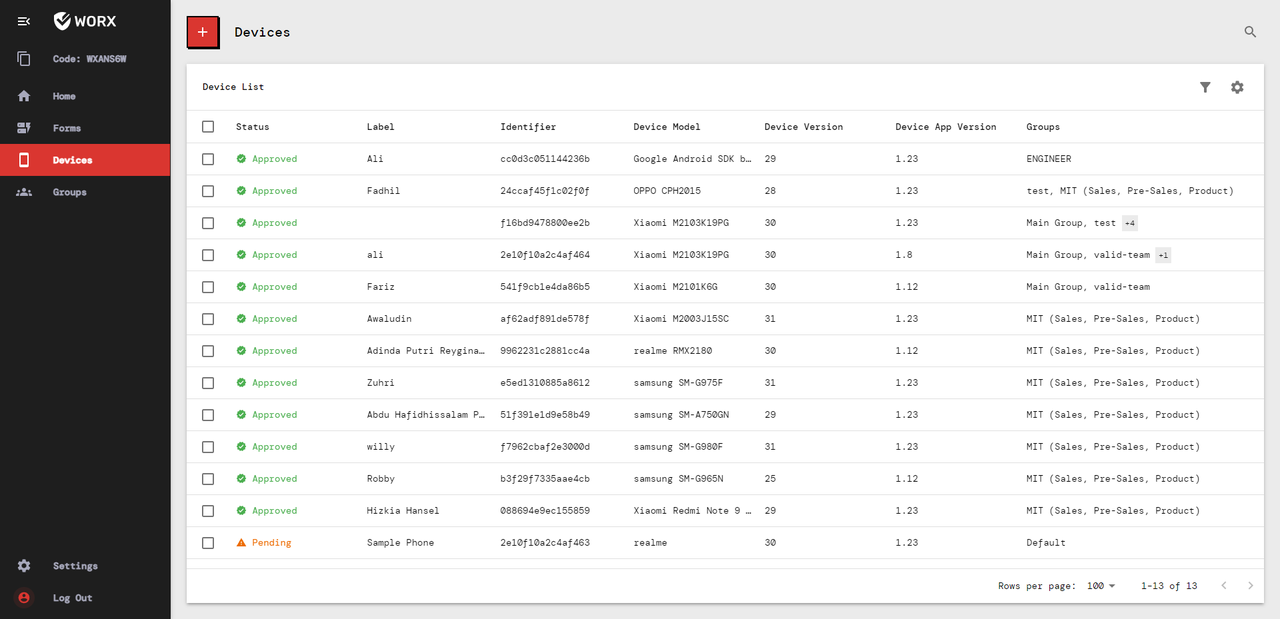 WORX
Code: WXANS6W
Home
Forms
Devices
Groups
Settings
Log Out
+ Devices
Device List
Status Label Identifier Device Model Device Version Device App Version Groups
Approved Ali cc0d3c051144236b Google Android SDK b… 29 1.23 ENGINEER
Approved Fadhil 24ccaf45f1c02f0f OPPO CPH2015 28 1.23 test, MIT (Sales, Pre-Sales, Product)
Approved f16bd9478800ee2b Xiaomi M2103K19PG 30 1.23 Main Group, test +4
Approved ali 2e10f10a2c4af464 Xiaomi M2103K19PG 30 1.8 Main Group, valid-team +1
Approved Fariz 541f9cb1e4da86b5 Xiaomi M2101K6G 30 1.12 Main Group, valid-team
Approved Awaludin af62adf891de578f Xiaomi M2003J15SC 31 1.23 MIT (Sales, Pre-Sales, Product)
Approved Adinda Putri Reygina… 9962231c2881cc4a realme RMX2180 30 1.12 MIT (Sales, Pre-Sales, Product)
Approved Zuhri e5ed1310885a8612 samsung SM-G975F 31 1.23 MIT (Sales, Pre-Sales, Product)
Approved Abdu Hafidhissalam P… 51f391e1d9e58b49 samsung SM-A750GN 29 1.23 MIT (Sales, Pre-Sales, Product)
Approved willy f7962cbaf2e3000d samsung SM-G980F 31 1.23 MIT (Sales, Pre-Sales, Product)
Approved Robby b3f29f7335aae4cb samsung SM-G965N 25 1.12 MIT (Sales, Pre-Sales, Product)
Approved Hizkia Hansel 088694e9ec155859 Xiaomi Redmi Note 9 … 29 1.23 MIT (Sales, Pre-Sales, Product)
Pending Sample Phone 2e10f10a2c4af463 realme 30 1.23 Default
Rows per page: 100 1-13 of 13